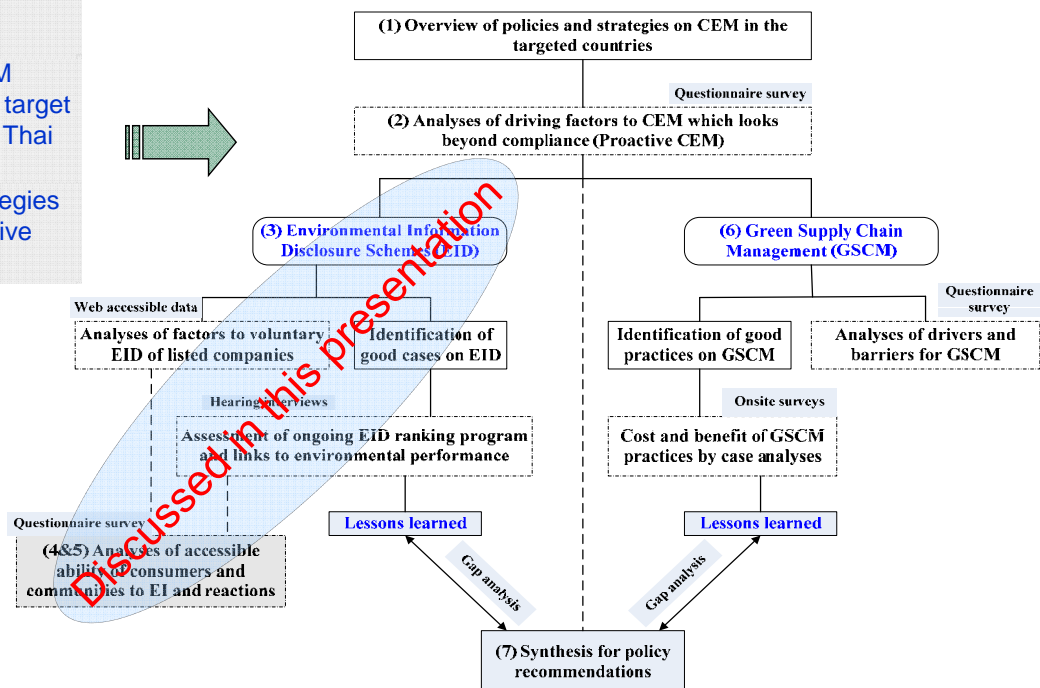 M
target
Thai
egies
ive
(1) Overview of policies and strategies on CEM in the
targeted countries
Questionnaire survey
(2) Analyses of driving factors to CEM which looks
beyond compliance (Proactive CEM)
(3) Environmental Information
Disclosure Schemes (EID)
(6) Green Supply Chain
Management (GSCM)
Web accessible data
Analyses of factors to voluntary
EID of listed companies
Identification of
good cases on EID
Identification of good
practices on GSCM
Questionnaire
survey
Analyses of drivers and
barriers for GSCM
Hearing interviews
Assessment of ongoing EID ranking program
and links to environmental performance
Onsite surveys
Cost and benefit of GSCM
practices by case analyses
Questionnaire survey
(4&5) Analyses of accessible
ability of consumers and
communities to EI and reactions
Lessons learned
Lessons learned
Gap analysis
Gap analysis
(7) Synthesis for policy
recommendations
Discussed in this presentation